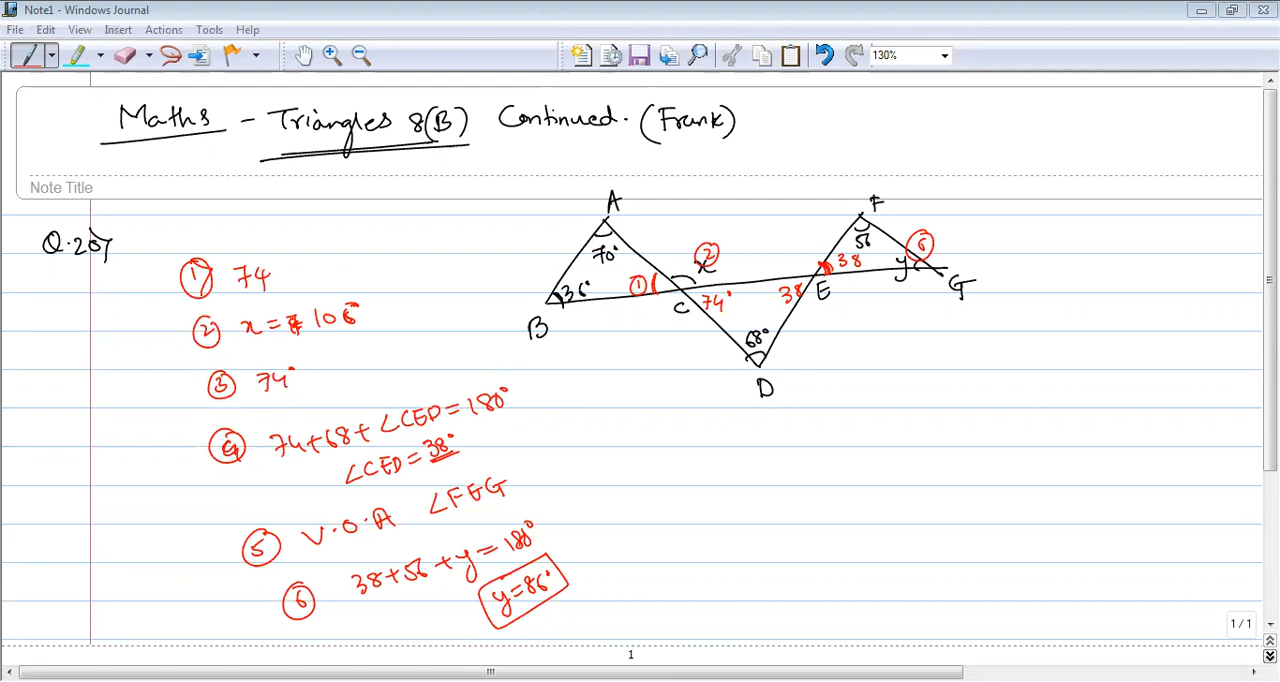 Note1 - Windows Journal
File Edit View Insert Actions Tools Help
130%
Maths - Triangles 8(B) Continued. (Frank)
Note Title
Q.20)
A
70°
B
36°
①
②
x
C
74°
D
68°
38
E
38
F
56
⑥
y
G
① 74
② x = 106°
③ 74°
④ 74+68+∠CED=180°
∠CED = 38°
⑤ V.O.A ∠FEG
⑥ 38+56+y=180°
y=86°
1 / 1
1